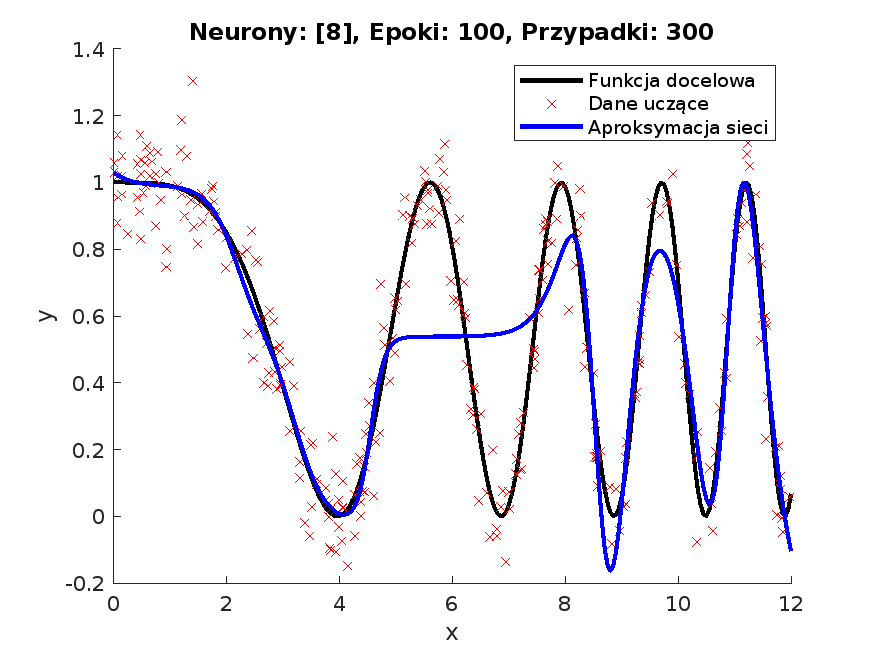 Neurony: [8], Epoki: 100, Przypadki: 300
1.4
1.2
1
0.8
0.6
0.4
0.2
0
-0.2
y
Funkcja docelowa
Dane uczące
Aproksymacja sieci
0 2 4 6 8 10 12
x